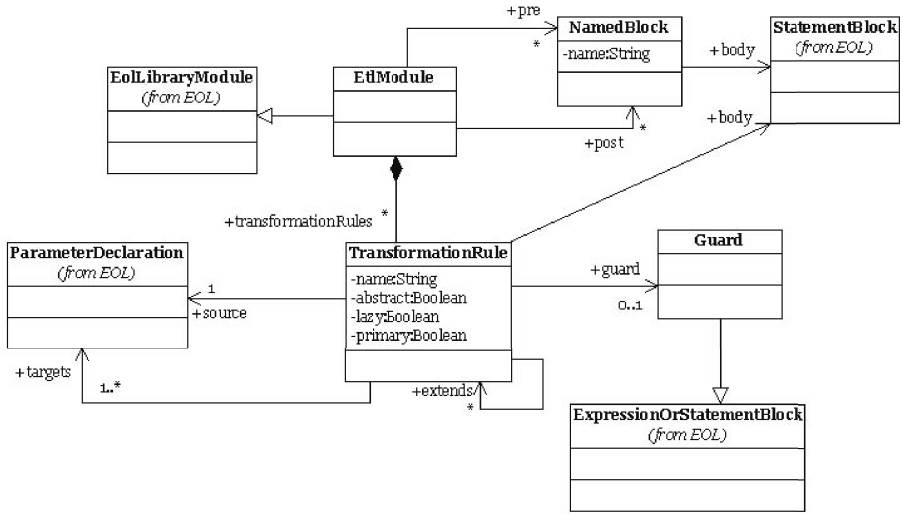 +pre
*
NamedBlock
-name:String
StatementBlock
(from EOL)
+body
EolLibraryModule
(from EOL)
EtlModule
+post
*
+body
+transformationRules
*
ParameterDeclaration
(from EOL)
TransformationRule
-name:String
-abstract:Boolean
-lazy:Boolean
-primary:Boolean
Guard
+guard
0..1
1
+source
+targets
1..*
+extends
*
ExpressionOrStatementBlock
(from EOL)